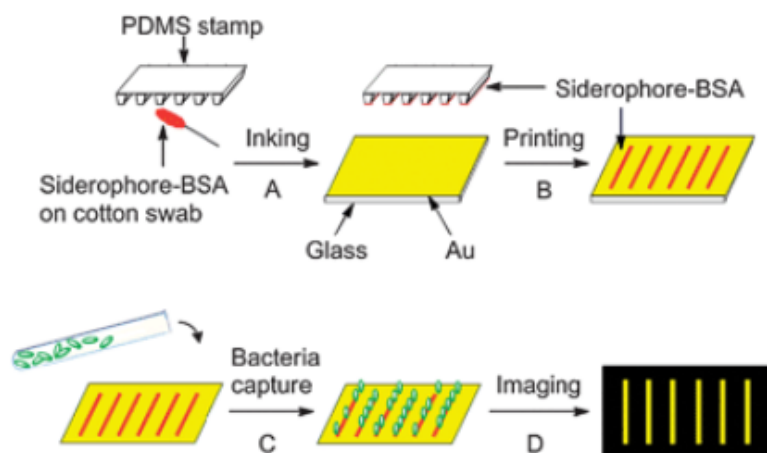 PDMS stamp
Siderophore-BSA
on cotton swab
Inking
A
Glass
Au
Printing
B
Siderophore-BSA
Bacteria
capture
C
Imaging
D